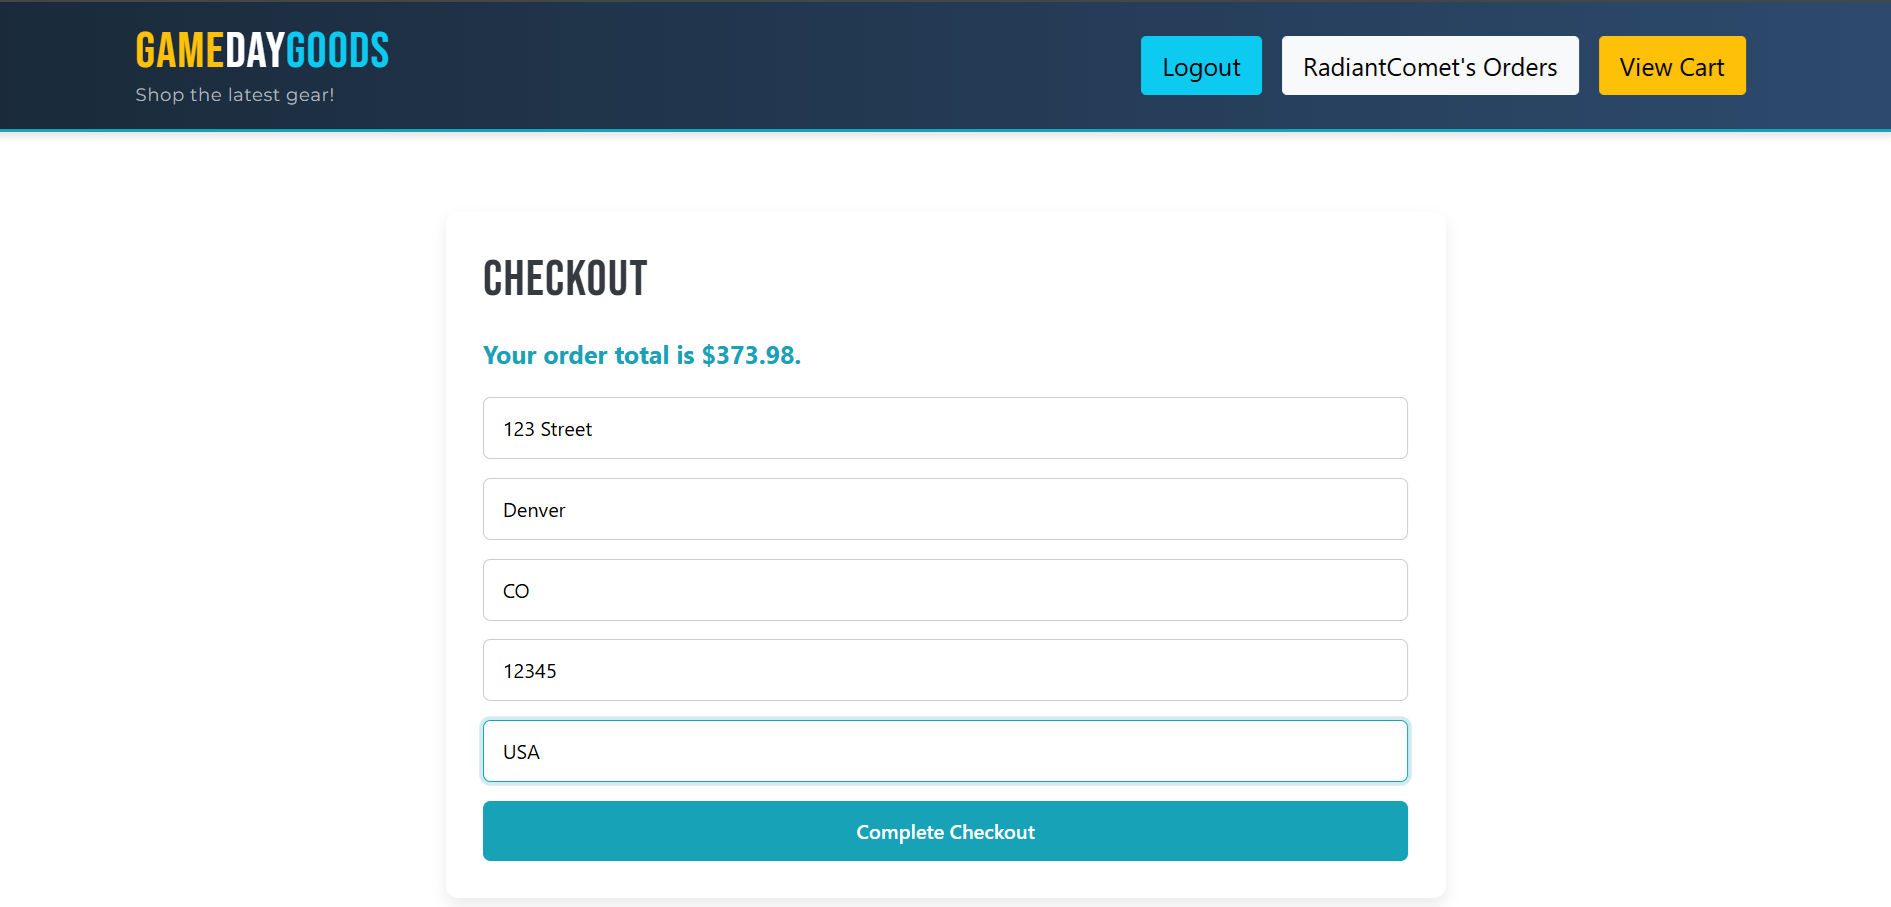 GAMEDAYGOODS
Shop the latest gear!
Logout
RadiantComet's Orders
View Cart
CHECKOUT
Your order total is $373.98.
123 Street
Denver
CO
12345
USA
Complete Checkout